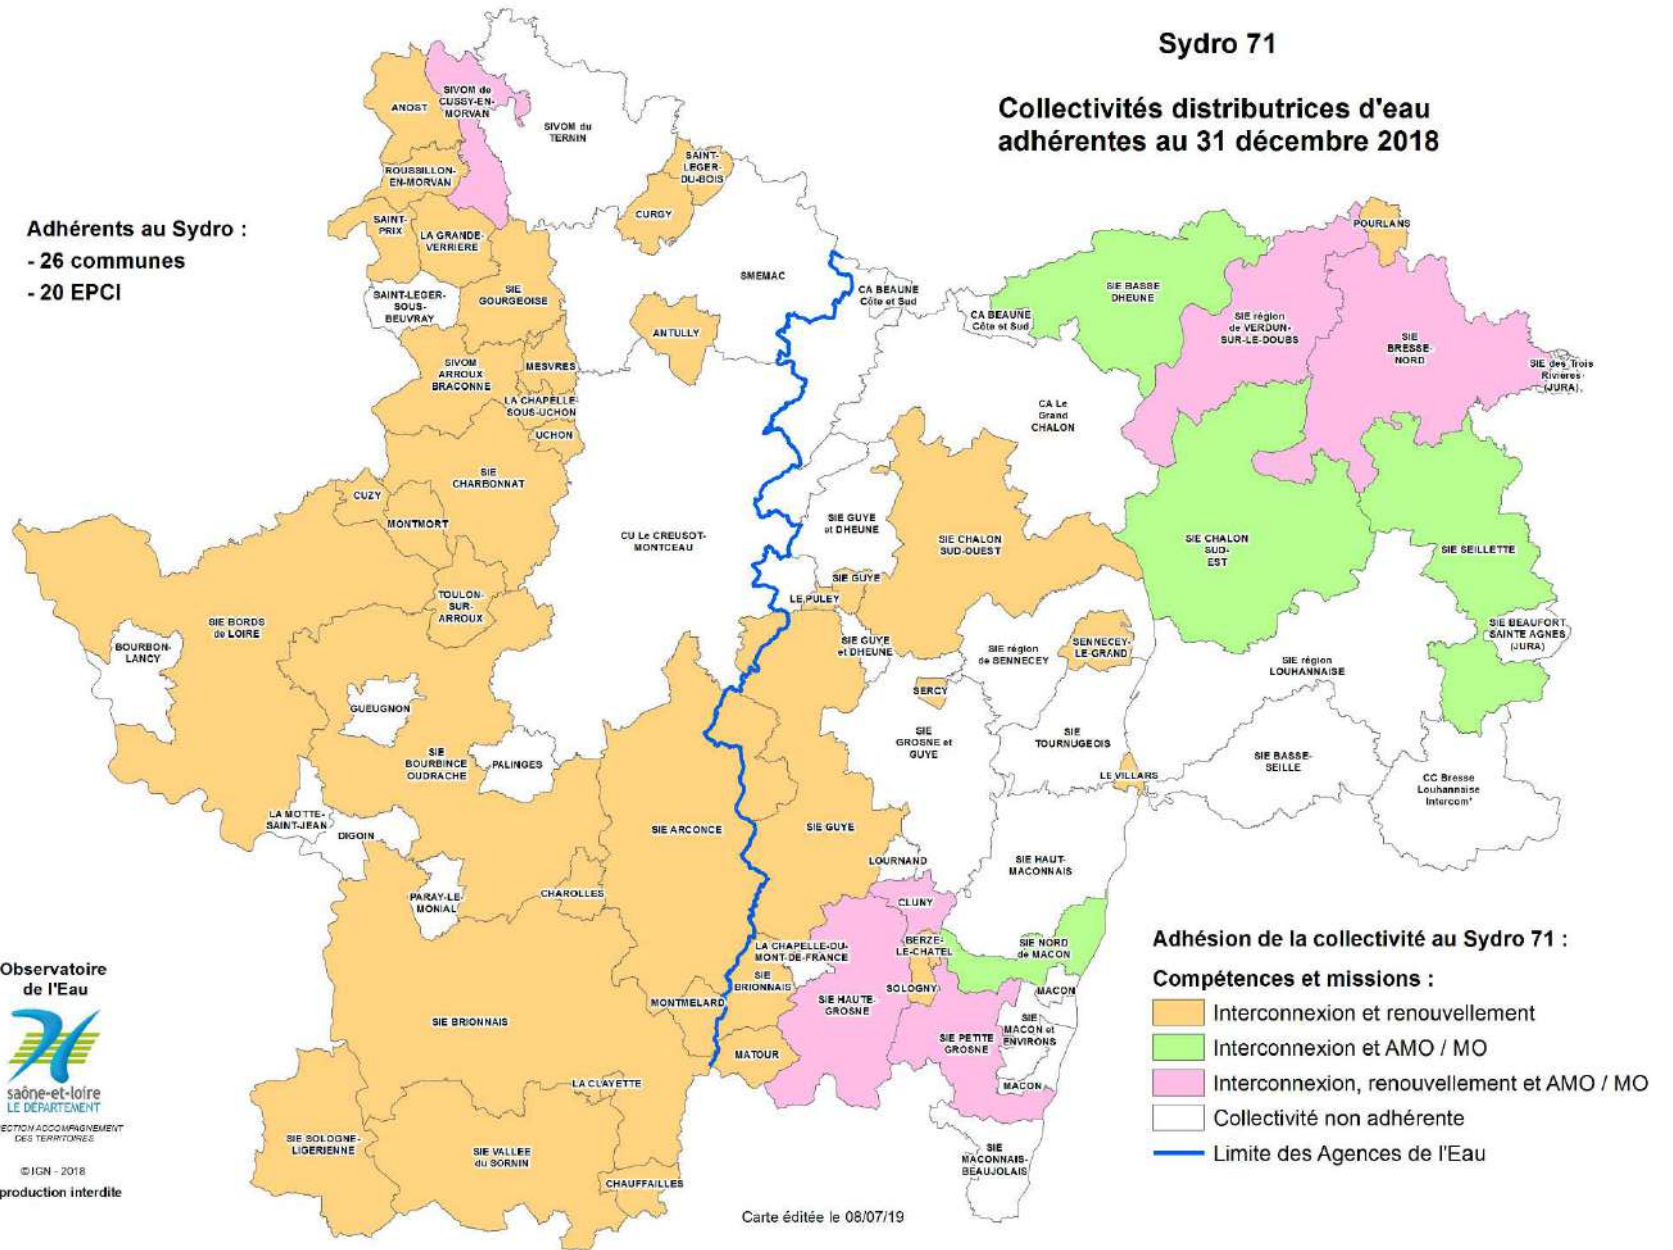 Sydro 71
Collectivités distributrices d'eau
adhérentes au 31 décembre 2018
Adhérents au Sydro :
- 26 communes
- 20 EPCI
ANOST
SIVOM de
CUSSY-EN-
MORVAN
SIVOM du
TERNIN
ROUSSILLON-
EN-MORVAN
SAINT-
LEGER-
DU-BOIS
CURGY
SAINT-
PRIX
LA GRANDE-
VERRIERE
SMEMAC
SAINT-LEGER-
SOUS-
BEUVRAY
SIE
GOURGEOISE
ANTULLY
CA BEAUNE
Côte et Sud
CA BEAUNE
Côte et Sud
SIE BASSE
DHEUNE
POURLANS
SIE région
de VERDUN-
SUR-LE-DOUBS
SIE
BRESSE-
NORD
SIE des Trois
Rivières
(JURA)
SIVOM
ARROUX
BRACONNE
MESVRES
LA CHAPELLE-
SOUS-UCHON
UCHON
CA Le
Grand
CHALON
SIE
CHARBONNAT
CUZY
MONTMORT
CU Le CREUSOT-
MONTCEAU
SIE GUYE
et DHEUNE
SIE CHALON
SUD-OUEST
SIE CHALON
SUD-
EST
SIE SEILLETTE
SIE GUYE
LE PULEY
TOULON-
SUR-
ARROUX
SIE BORDS
de LOIRE
BOURBON-
LANCY
SIE GUYE
et DHEUNE
SIE région
de SENNECEY
SENNECEY-
LE-GRAND
SIE BEAUFORT
SAINTE AGNES
(JURA)
SIE région
LOUHANNAISE
SERCY
GUEUGNON
SIE
BOURBINCE
OUDRACHE
PALINGES
SIE
GROSNE et
GUYE
SIE
TOURNUGEOIS
LE VILLARS
SIE BASSE-
SEILLE
CC Bresse
Louhannaise
Intercom'
LA MOTTE-
SAINT-JEAN
DIGOIN
SIE ARCONCE
SIE GUYE
LOURNAND
SIE HAUT-
MACONNAIS
PARAY-LE-
MONIAL
CHAROLLES
CLUNY
BERZE-
LE-CHATEL
SIE NORD
de MACON
LA CHAPELLE-DU-
MONT-DE-FRANCE
SIE
BRIONNAIS
SOLOGNY
MACON
MONTMELARD
SIE HAUTE-
GROSNE
SIE BRIONNAIS
SIE PETITE
GROSNE
SIE
MACON et
ENVIRONS
MATOUR
MACON
LA CLAYETTE
SIE SOLOGNE-
LIGERIENNE
SIE VALLEE
du SORNIN
CHAUFFAILLES
SIE
MACONNAIS-
BEAUJOLAIS
Adhésion de la collectivité au Sydro 71 :
Compétences et missions :
Interconnexion et renouvellement
Interconnexion et AMO / MO
Interconnexion, renouvellement et AMO / MO
Collectivité non adhérente
Limite des Agences de l'Eau
Observatoire
de l'Eau
saône-et-loire
LE DÉPARTEMENT
ECTION ACCOMPAGNEMENT
DES TERRITOIRES
© IGN - 2018
production interdite
Carte éditée le 08/07/19